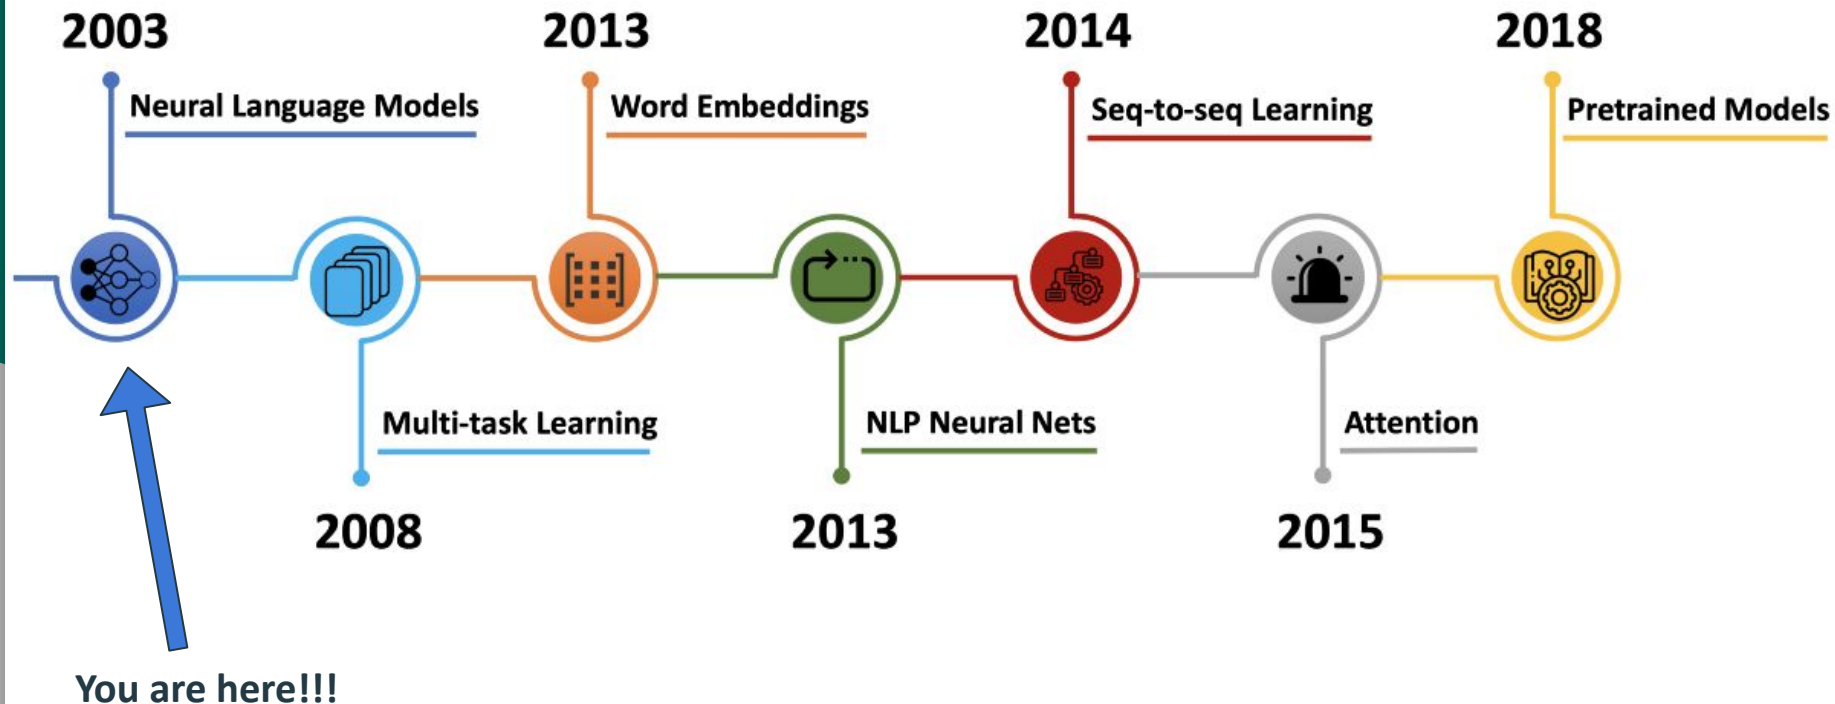 2003
Neural Language Models
2008
Multi-task Learning
2013
Word Embeddings
2013
NLP Neural Nets
2014
Seq-to-seq Learning
2015
Attention
2018
Pretrained Models
You are here!!!